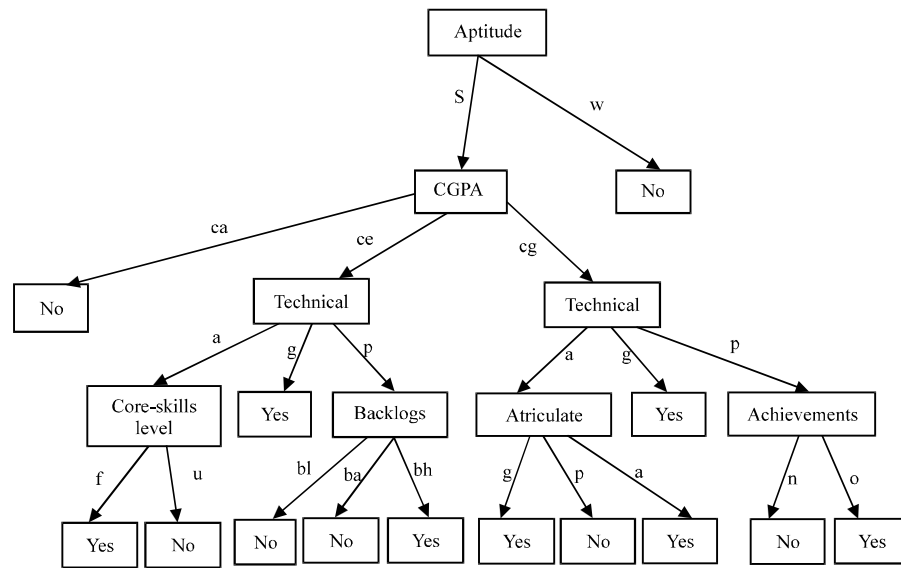 Aptitude
S
w
CGPA
No
ca
ce
cg
No
Technical
Technical
a
g
p
a
g
p
Core-skills
level
Yes
Backlogs
Atriculate
Yes
Achievements
f
u
bl
ba
bh
g
p
a
n
o
Yes
No
No
No
Yes
Yes
No
Yes
No
Yes